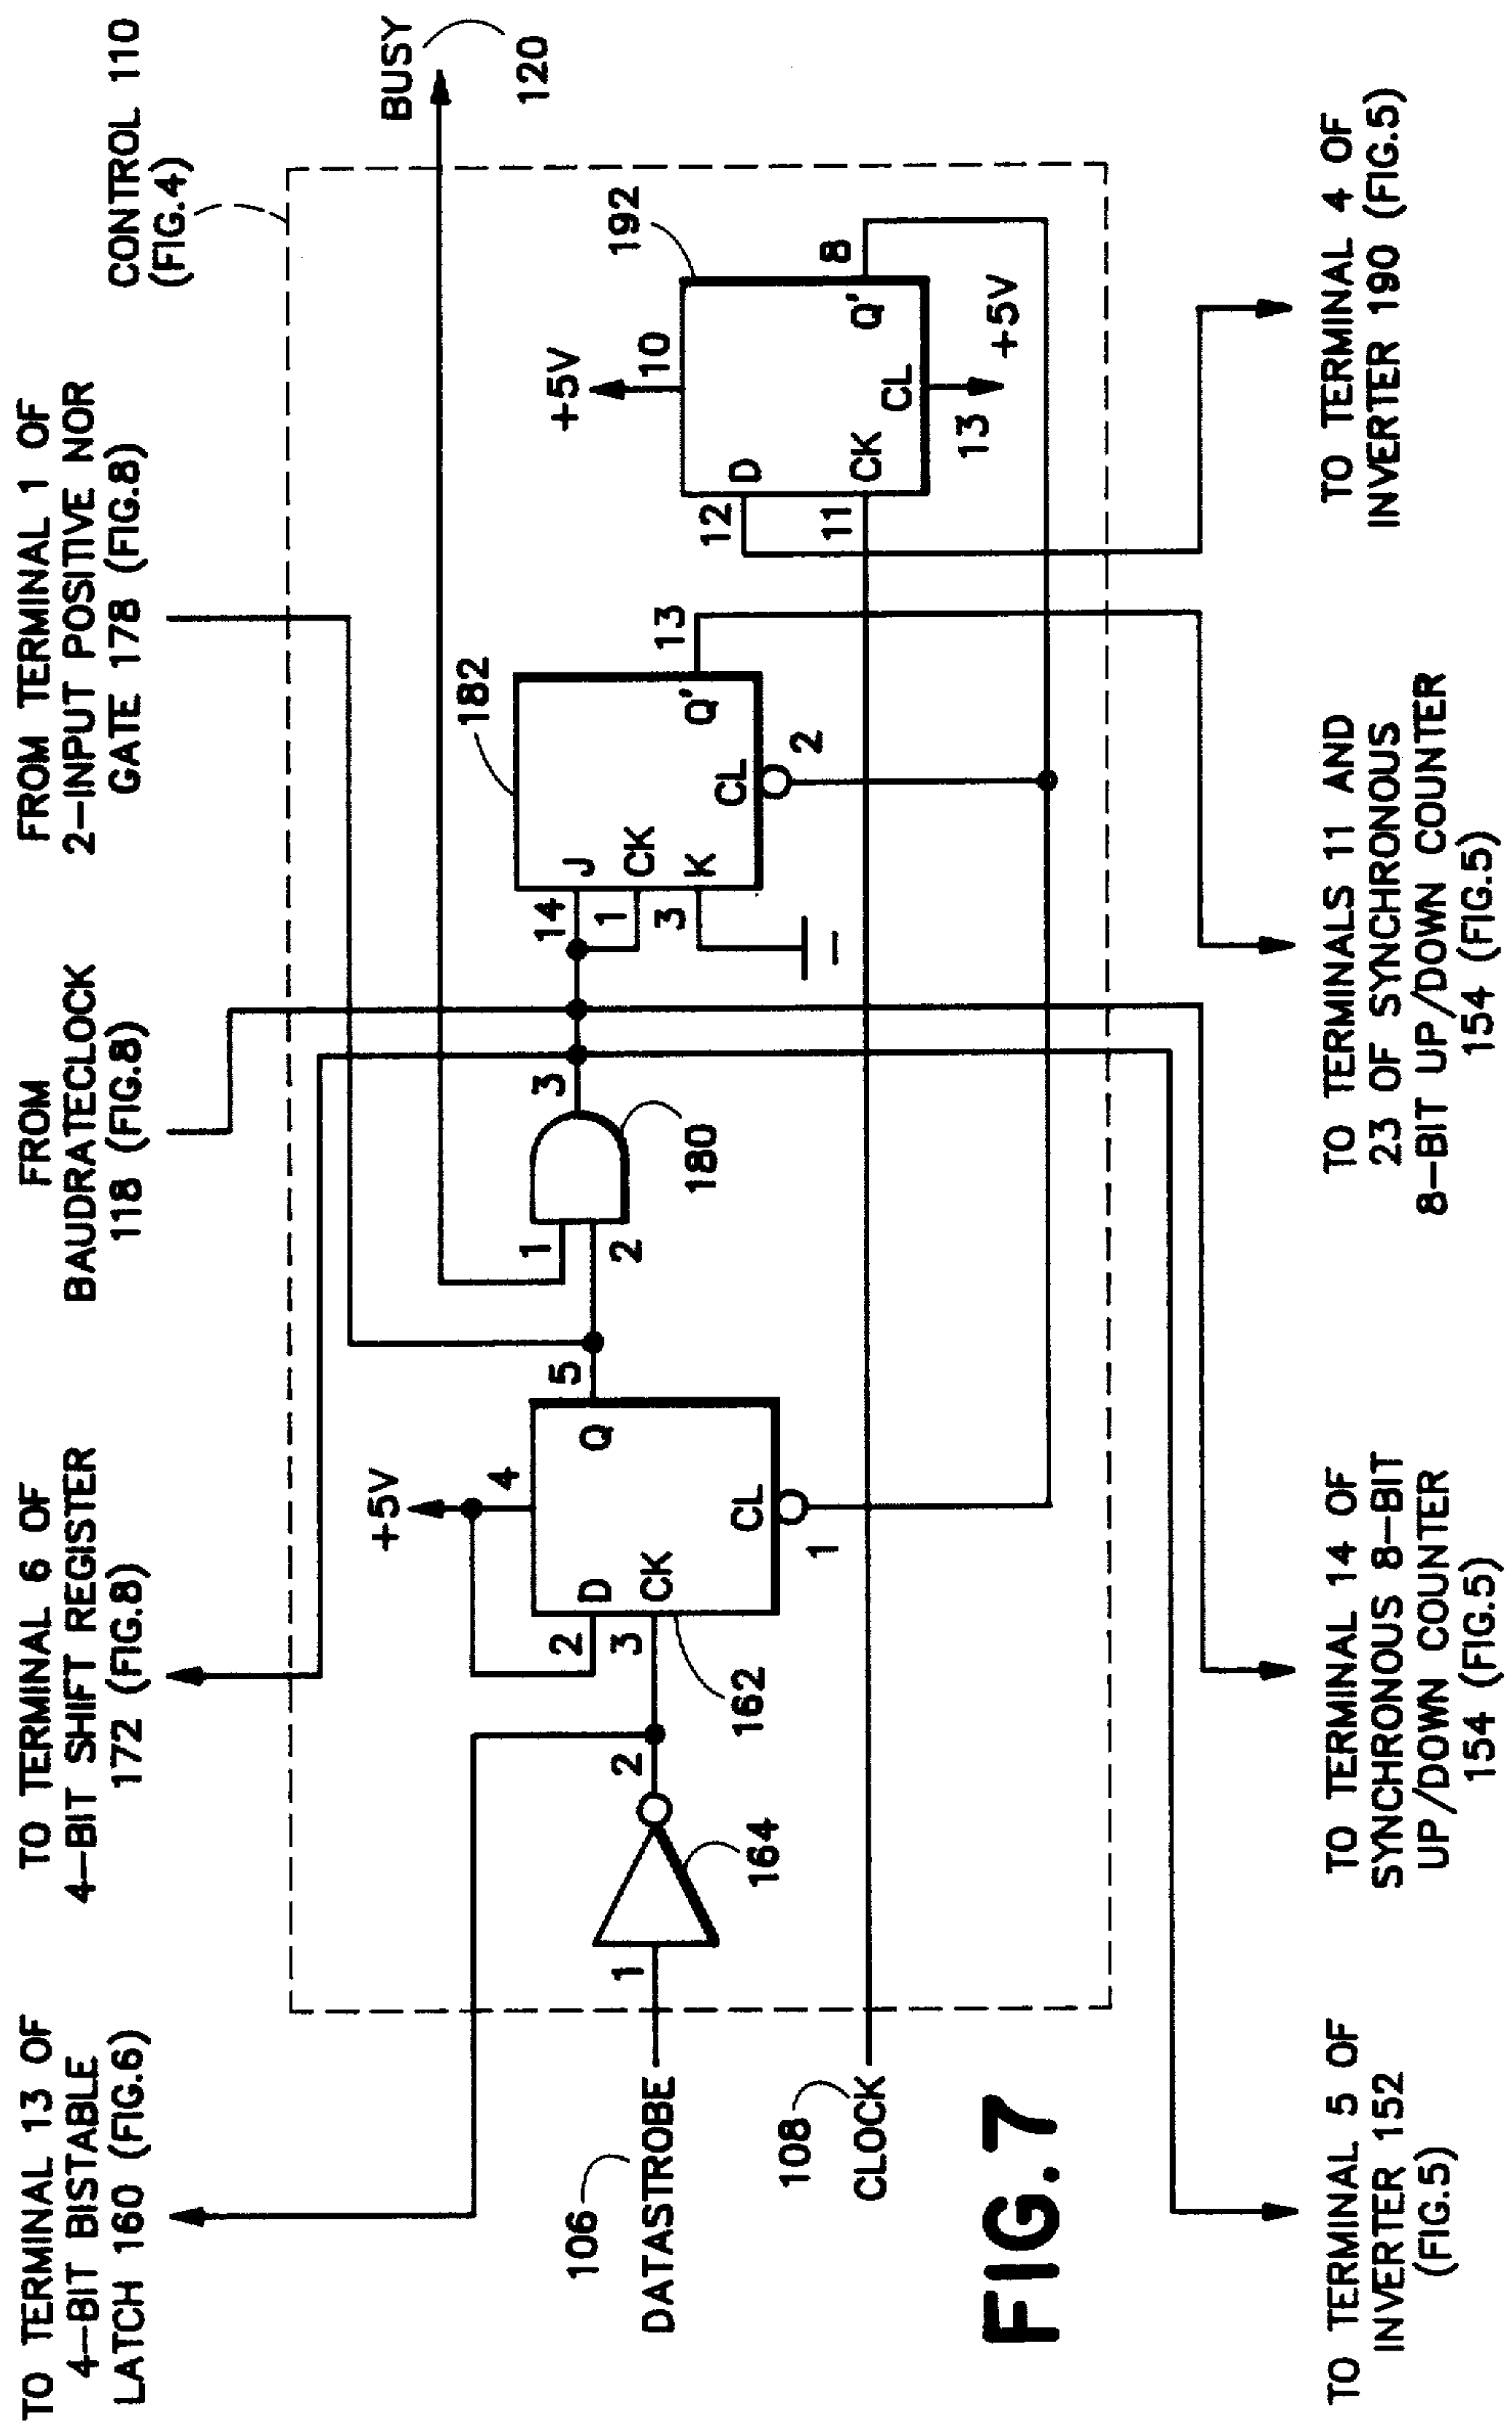 TO TERMINAL 13 OF
4-BIT BISTABLE
LATCH 160 (FIG.6)
TO TERMINAL 6 OF
4-BIT SHIFT REGISTER
172 (FIG.8)
FROM
BAUDRATECLOCK
118 (FIG.8)
FROM TERMINAL 1 OF
2-INPUT POSITIVE NOR
GATE 178 (FIG.8)
CONTROL 110
(FIG.4)
BUSY
120
106
DATASTROBE
1
164
2
+5V
4
2
3
D
CK
Q
CL
162
1
5
1
2
180
3
14
1
3
J
CK
K
Q'
CL
182
13
2
12
11
D
CK
Q'
CL
192
+5V
10
8
13
+5V
108
CLOCK
FIG.7
TO TERMINAL 5 OF
INVERTER 152
(FIG.5)
TO TERMINAL 14 OF
SYNCHRONOUS 8-BIT
UP/DOWN COUNTER
154 (FIG.5)
TO TERMINALS 11 AND
23 OF SYNCHRONOUS
8-BIT UP/DOWN COUNTER
154 (FIG.5)
TO TERMINAL 4 OF
INVERTER 190 (FIG.5)